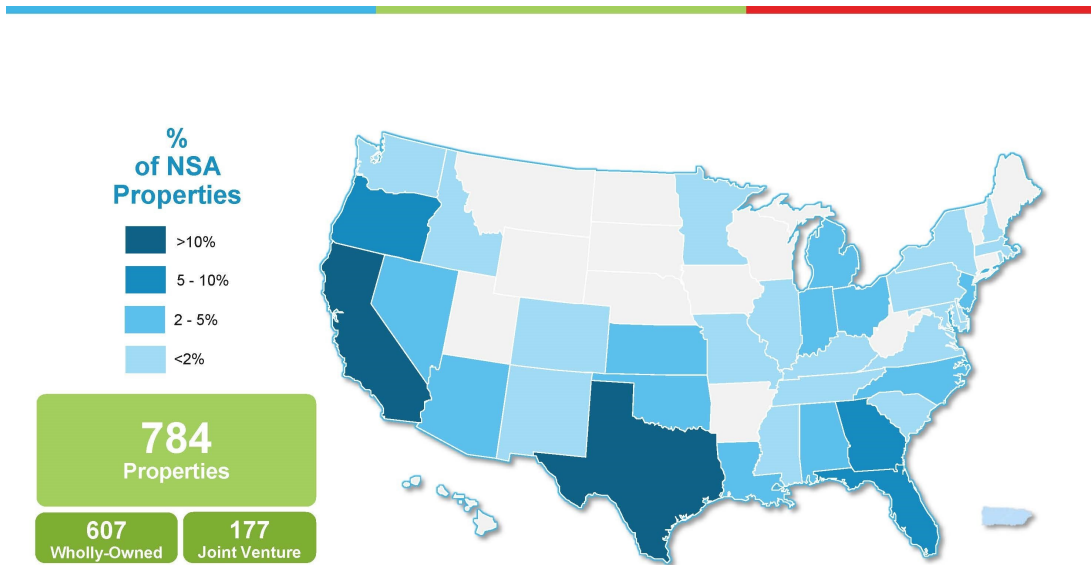 %
of NSA
Properties
>10%
5 - 10%
2 - 5%
<2%
784
Properties
607
Wholly-Owned
177
Joint Venture